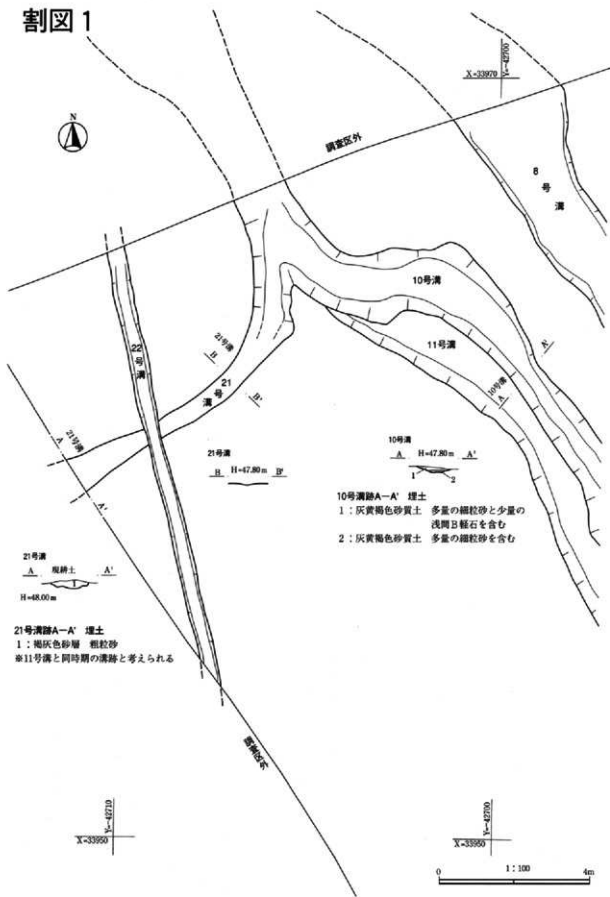 割図 1
N
X=33970
Y=-42700
調査区外
8号溝
10号溝
11号溝
22号溝
21号溝
B
21号溝
B'
10号溝
A
A'
21号溝
A
A'
21号溝
B H=47.80m B'
10号溝
A H=47.80m A'
1 2
10号溝跡A-A' 埋土
1：灰黄褐色砂質土 多量の細粒砂と少量の
浅間B軽石を含む
2：灰黄褐色砂質土 多量の細粒砂を含む
21号溝
A 現耕土 A'
1
H=48.00m
21号溝跡A-A' 埋土
1：褐灰色砂層 粗粒砂
※11号溝と同時期の溝跡と考えられる
調査区外
X=33950
Y=-42710
X=33950
Y=-42700
1：100
0 4m